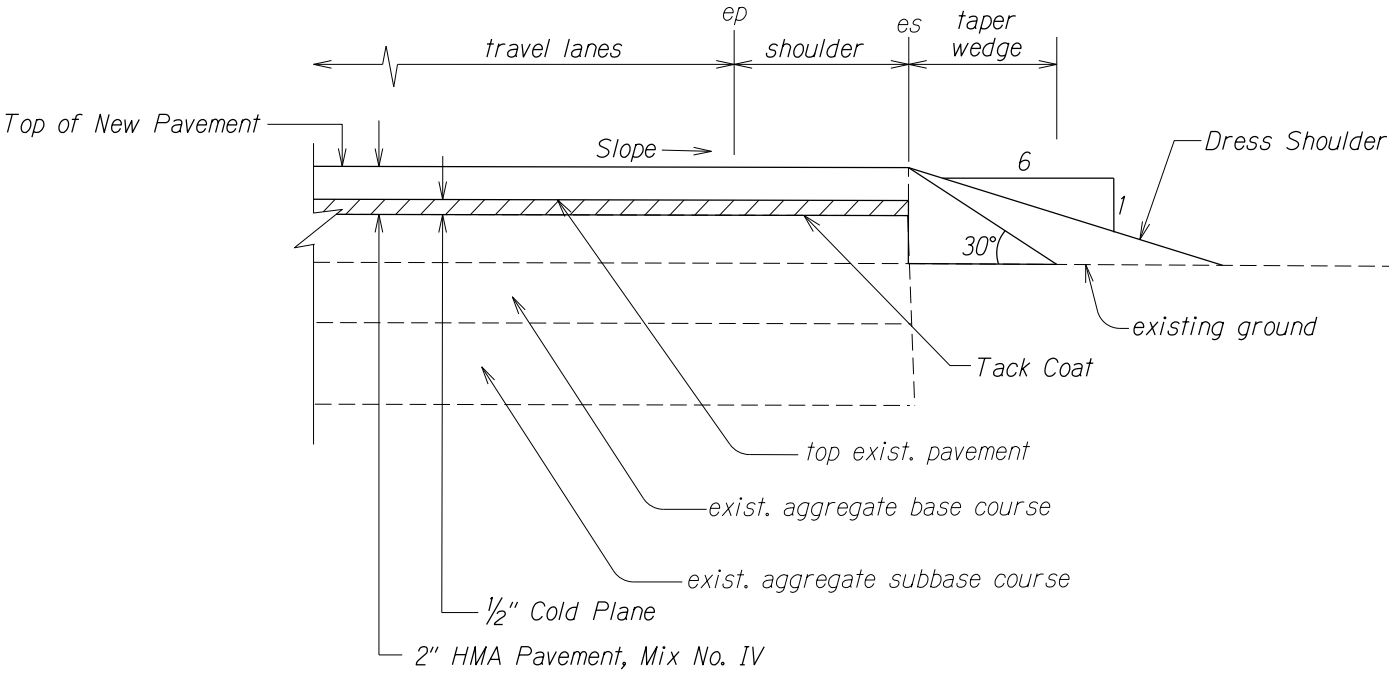 ep
es
taper
wedge
travel lanes
shoulder
Top of New Pavement
Slope
Dress Shoulder
6
1
30°
existing ground
Tack Coat
top exist. pavement
exist. aggregate base course
exist. aggregate subbase course
½" Cold Plane
2" HMA Pavement, Mix No. IV